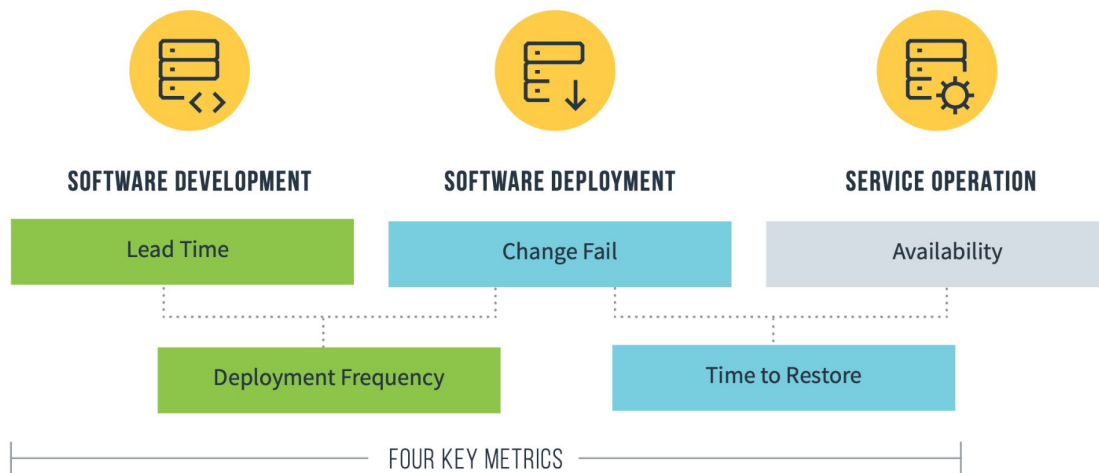 SOFTWARE DEVELOPMENT
SOFTWARE DEPLOYMENT
SERVICE OPERATION
Lead Time
Change Fail
Availability
Deployment Frequency
Time to Restore
FOUR KEY METRICS